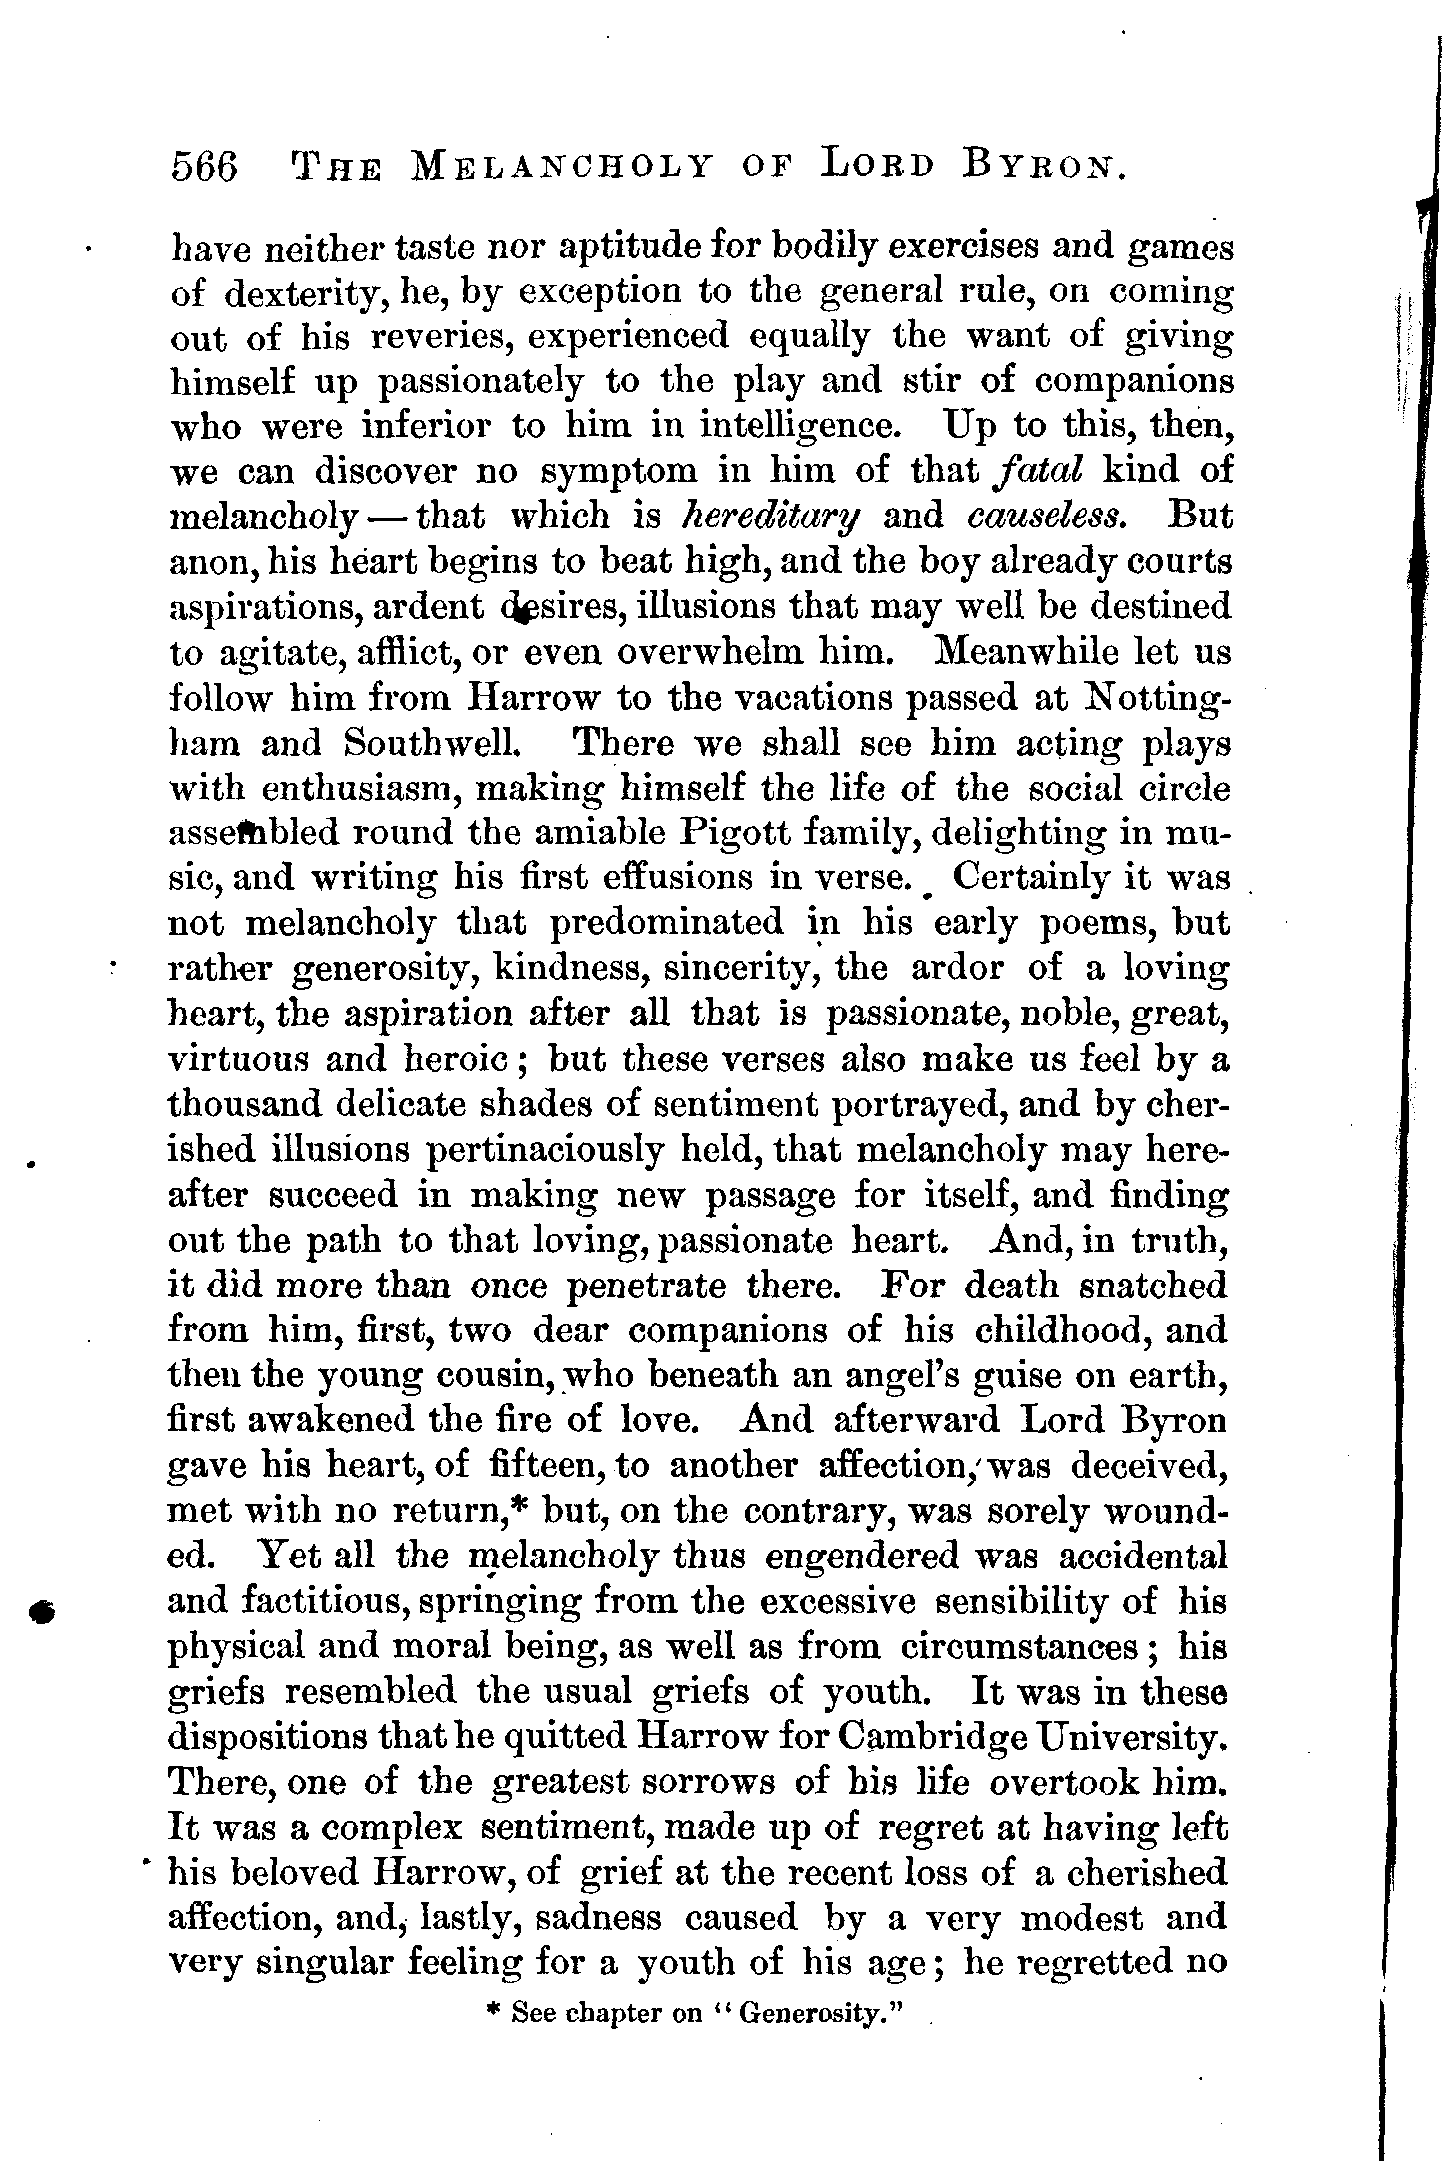 566 THE MELANCHOLY OF LORD BYRON.
have neither taste nor aptitude for bodily exercises and games
of dexterity, he, by exception to the general rule, on coming
out of his reveries, experienced equally the want of giving
himself up passionately to the play and stir of companions
who were inferior to him in intelligence. Up to this, then,
we can discover no symptom in him of that fatal kind of
melancholy — that which is hereditary and causeless. But
anon, his heart begins to beat high, and the boy already courts
aspirations, ardent desires, illusions that may well be destined
to agitate, afflict, or even overwhelm him. Meanwhile let us
follow him from Harrow to the vacations passed at Notting-
ham and Southwell. There we shall see him acting plays
with enthusiasm, making himself the life of the social circle
assembled round the amiable Pigott family, delighting in mu-
sic, and writing his first effusions in verse. Certainly it was
not melancholy that predominated in his early poems, but
rather generosity, kindness, sincerity, the ardor of a loving
heart, the aspiration after all that is passionate, noble, great,
virtuous and heroic; but these verses also make us feel by a
thousand delicate shades of sentiment portrayed, and by cher-
ished illusions pertinaciously held, that melancholy may here-
after succeed in making new passage for itself, and finding
out the path to that loving, passionate heart. And, in truth,
it did more than once penetrate there. For death snatched
from him, first, two dear companions of his childhood, and
then the young cousin, who beneath an angel's guise on earth,
first awakened the fire of love. And afterward Lord Byron
gave his heart, of fifteen, to another affection, was deceived,
met with no return,* but, on the contrary, was sorely wound-
ed. Yet all the melancholy thus engendered was accidental
and factitious, springing from the excessive sensibility of his
physical and moral being, as well as from circumstances; his
griefs resembled the usual griefs of youth. It was in these
dispositions that he quitted Harrow for Cambridge University.
There, one of the greatest sorrows of his life overtook him.
It was a complex sentiment, made up of regret at having left
his beloved Harrow, of grief at the recent loss of a cherished
affection, and, lastly, sadness caused by a very modest and
very singular feeling for a youth of his age; he regretted no
* See chapter on "Generosity."